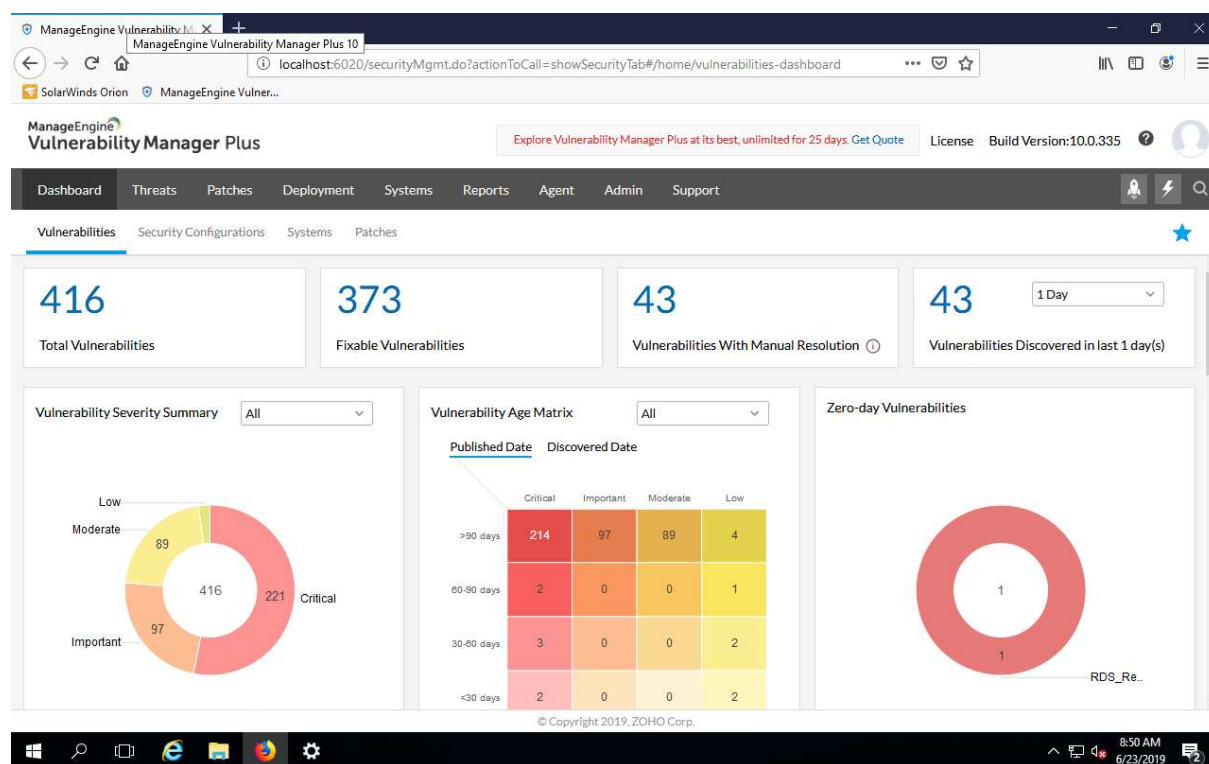 ManageEngine Vulnerability M
ManageEngine Vulnerability Manager Plus 10
localhost:6020/securityMgmt.do?actionToCall=showSecurityTab#/home/vulnerabilities-dashboard
SolarWinds Orion ManageEngine Vulner...
ManageEngine
Vulnerability Manager Plus
Explore Vulnerability Manager Plus at its best, unlimited for 25 days. Get Quote License Build Version:10.0.335
Dashboard Threats Patches Deployment Systems Reports Agent Admin Support
Vulnerabilities Security Configurations Systems Patches
416 373 43 43 1 Day
Total Vulnerabilities Fixable Vulnerabilities Vulnerabilities With Manual Resolution Vulnerabilities Discovered in last 1 day(s)
Vulnerability Severity Summary All
Low
Moderate
89
416
221 Critical
97
Important
Vulnerability Age Matrix All
Published Date Discovered Date
Critical Important Moderate Low
>90 days 214 97 89 4
60-90 days 2 0 0 1
30-60 days 3 0 0 2
<30 days 2 0 0 2
Zero-day Vulnerabilities
1
1
RDS_Re..
© Copyright 2019, ZOHO Corp.
8:50 AM
6/23/2019
2